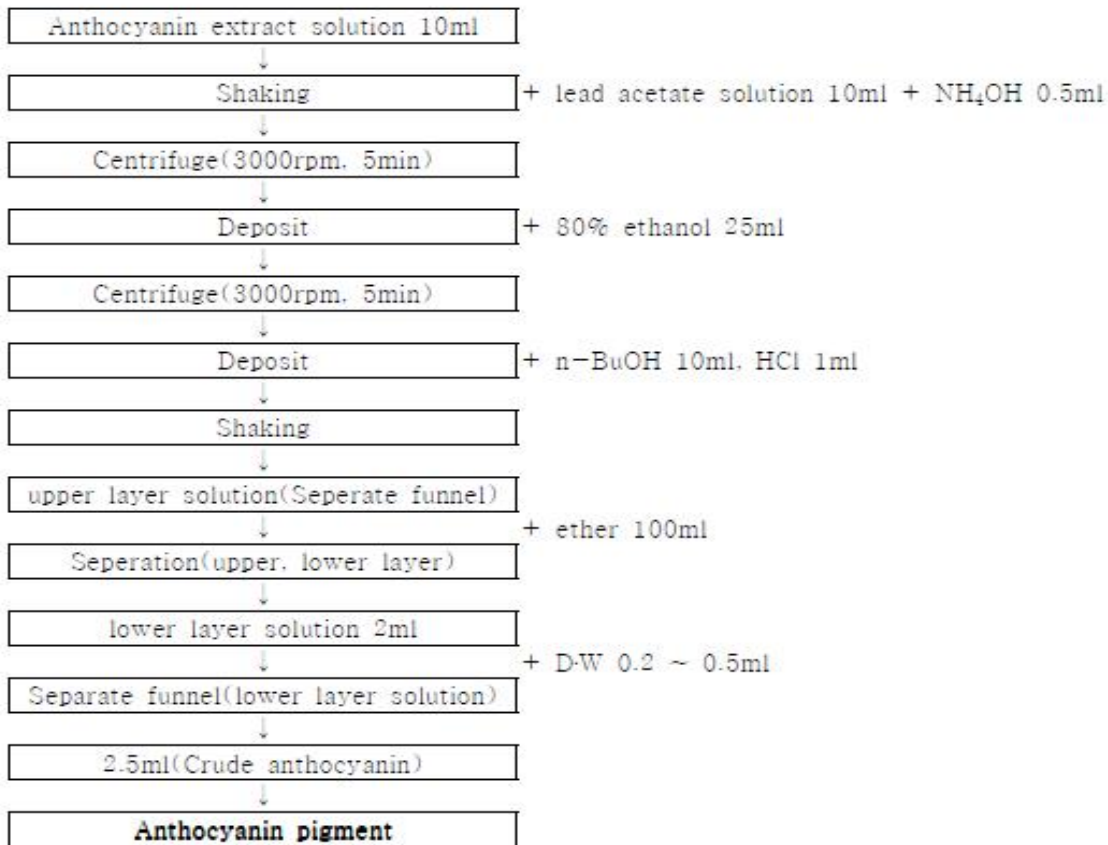 Anthocyanin extract solution 10ml
↓
Shaking + lead acetate solution 10ml + NH₄OH 0.5ml
↓
Centrifuge(3000rpm, 5min)
↓
Deposit + 80% ethanol 25ml
↓
Centrifuge(3000rpm, 5min)
↓
Deposit + n-BuOH 10ml, HCl 1ml
↓
Shaking
↓
upper layer solution(Seperate funnel)
↓ + ether 100ml
Seperation(upper, lower layer)
↓
lower layer solution 2ml
↓ + D·W 0.2 ~ 0.5ml
Separate funnel(lower layer solution)
↓
2.5ml(Crude anthocyanin)
↓
Anthocyanin pigment